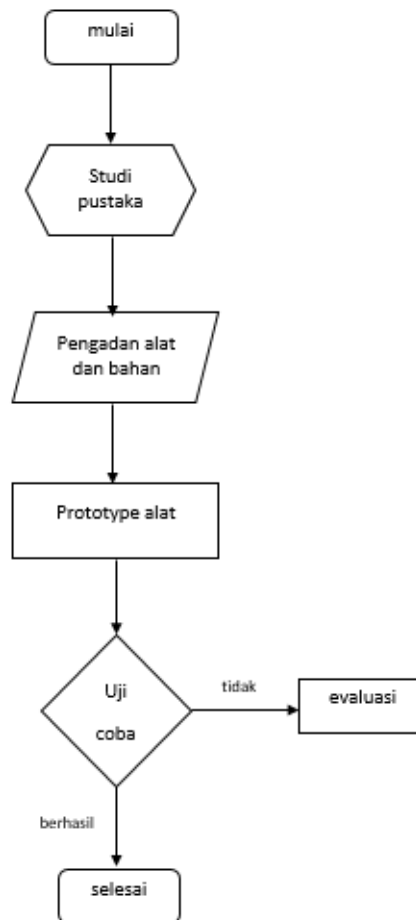 mulai
Studi
pustaka
Pengadan alat
dan bahan
Prototype alat
Uji
coba
tidak
evaluasi
berhasil
selesai